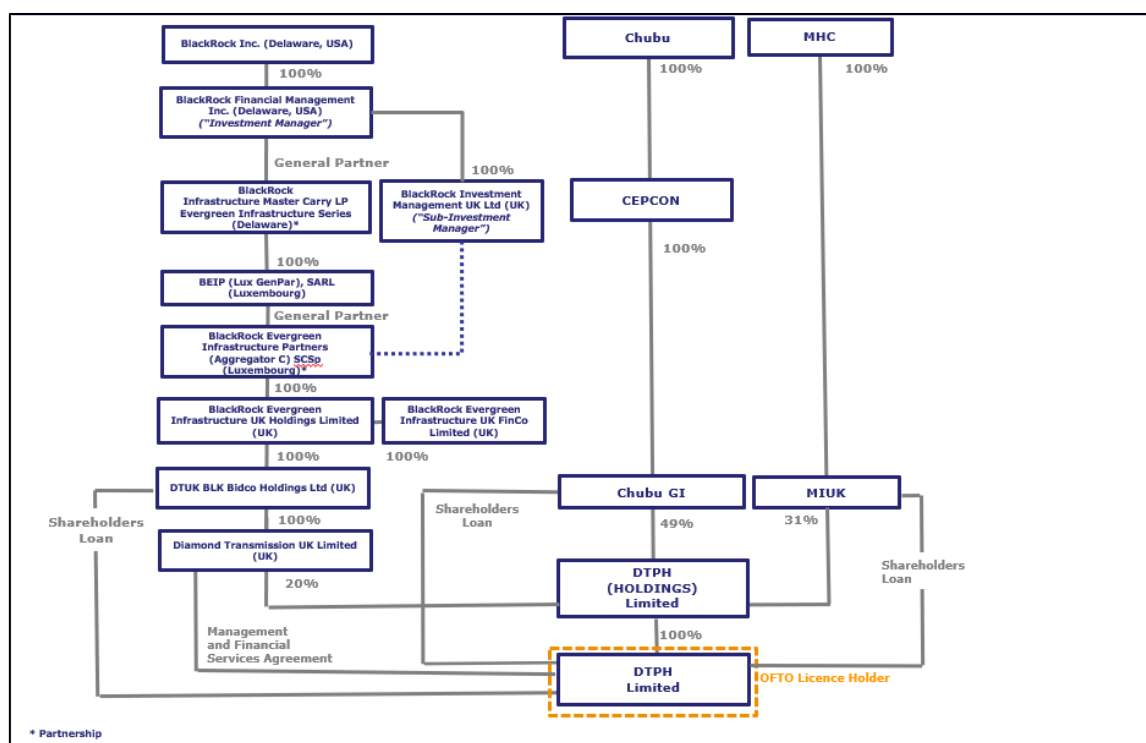 BlackRock Inc. (Delaware, USA)
100%
BlackRock Financial Management
Inc. (Delaware, USA)
("Investment Manager")
General Partner
100%
BlackRock
Infrastructure Master Carry LP
Evergreen Infrastructure Series
(Delaware)*
BlackRock Investment
Management UK Ltd (UK)
("Sub-Investment
Manager")
100%
BEIP (Lux GenPar), SARL
(Luxembourg)
General Partner
BlackRock Evergreen
Infrastructure Partners
(Aggregator C) SCSp
(Luxembourg)*
100%
BlackRock Evergreen
Infrastructure UK Holdings Limited
(UK)
BlackRock Evergreen
Infrastructure UK FinCo
Limited (UK)
100%
100%
DTUK BLK Bidco Holdings Ltd (UK)
Shareholders
Loan
100%
Diamond Transmission UK Limited
(UK)
20%
Management
and Financial
Services Agreement
Chubu
100%
CEPCON
100%
Chubu GI
Shareholders
Loan
49%
MHC
100%
MIUK
31%
Shareholders
Loan
DTPH
(HOLDINGS)
Limited
100%
DTPH
Limited
OFTO Licence Holder
* Partnership